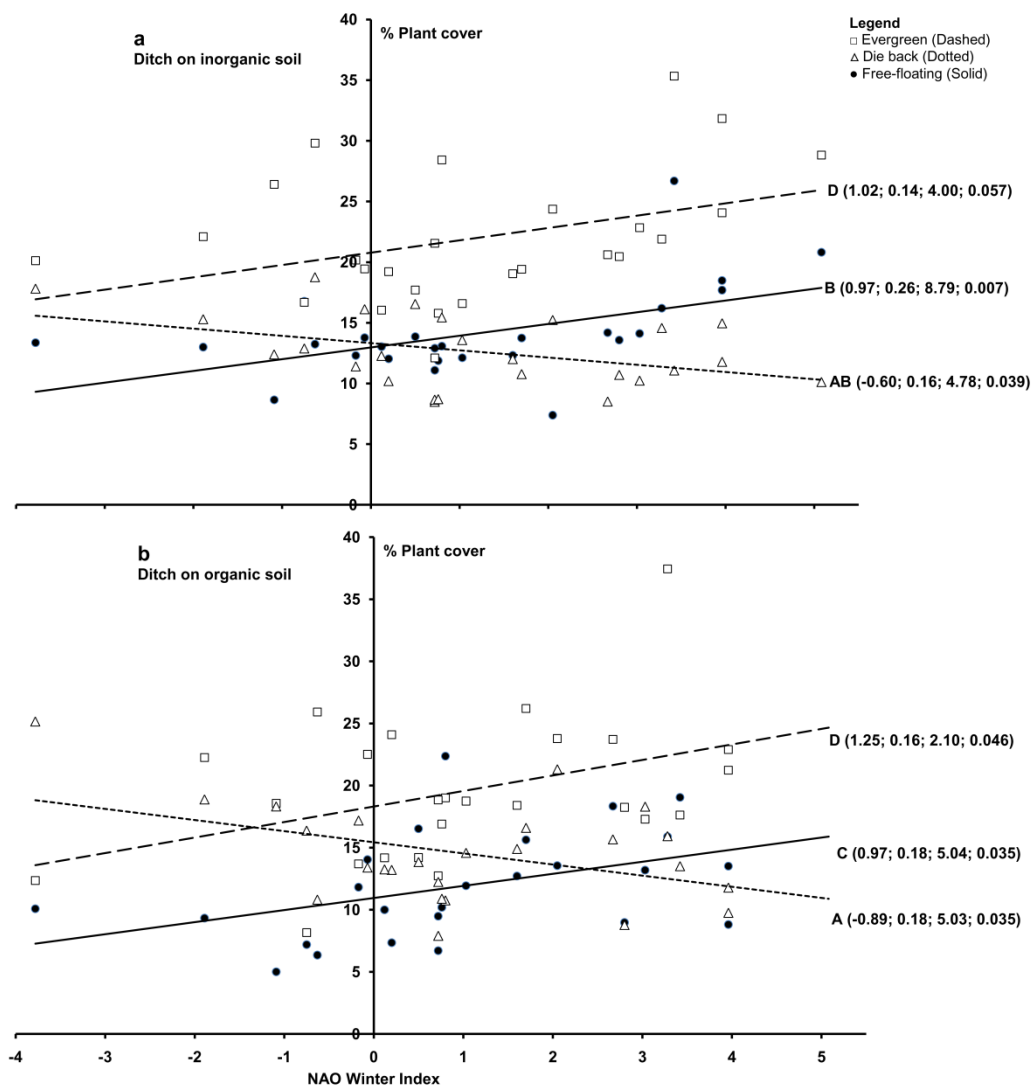 40
% Plant cover
a
Ditch on inorganic soil
Legend
Evergreen (Dashed)
Die back (Dotted)
Free-floating (Solid)
35
30
25
D (1.02; 0.14; 4.00; 0.057)
20
B (0.97; 0.26; 8.79; 0.007)
15
AB (-0.60; 0.16; 4.78; 0.039)
10
5
0
40
% Plant cover
b
Ditch on organic soil
35
30
25
D (1.25; 0.16; 2.10; 0.046)
20
15
C (0.97; 0.18; 5.04; 0.035)
10
A (-0.89; 0.18; 5.03; 0.035)
5
0
-4 -3 -2 -1 0 1 2 3 4 5
NAO Winter Index